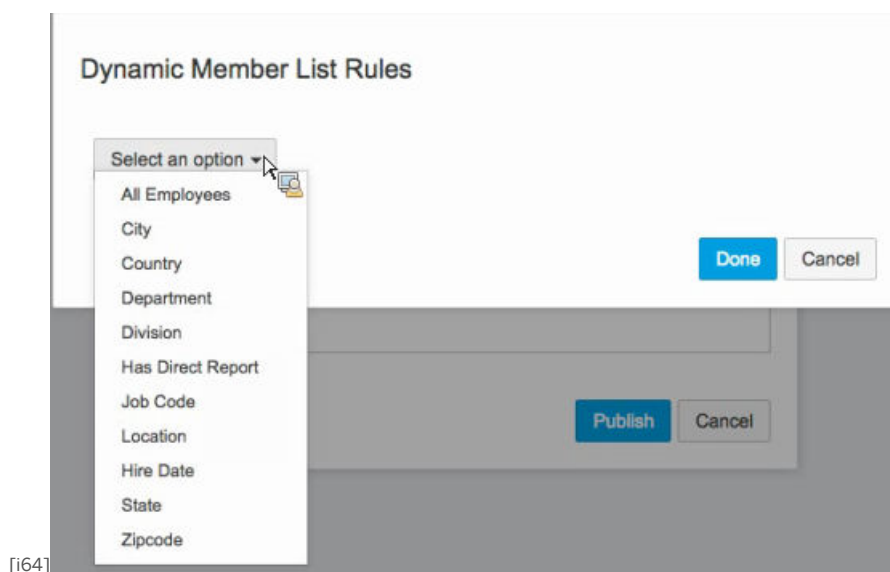 Dynamic Member List Rules
Select an option
All Employees
City
Country
Department
Division
Has Direct Report
Job Code
Location
Hire Date
State
Zipcode
Done Cancel
Publish Cancel
[i64]